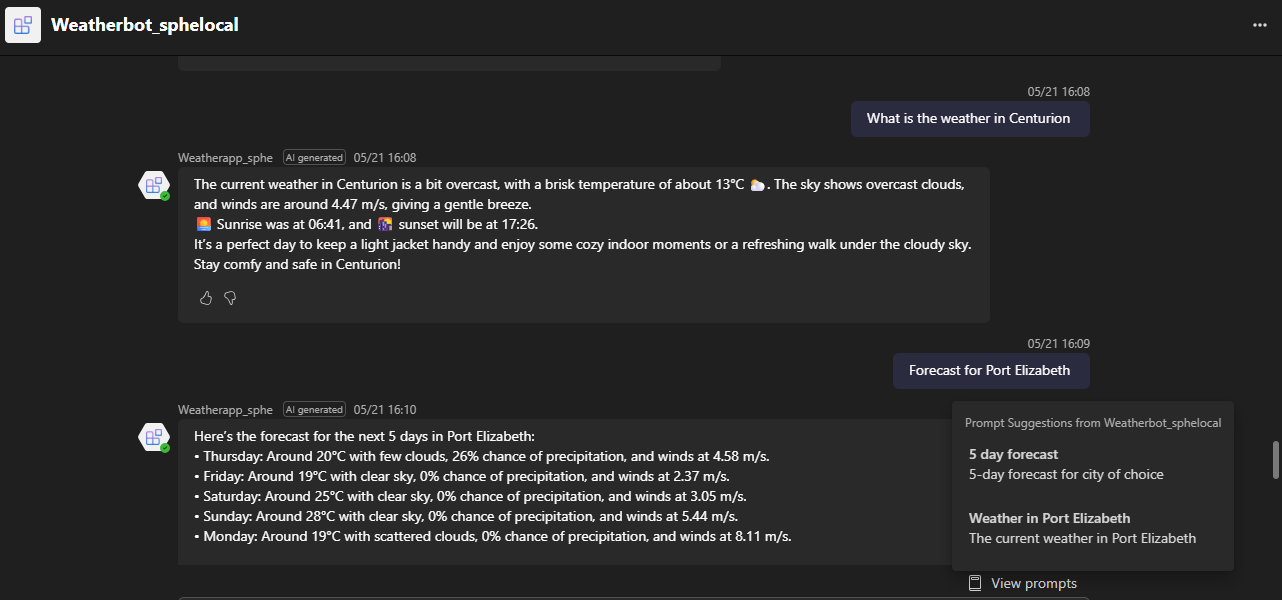 Weatherbot_sphelocal
05/21 16:08
What is the weather in Centurion
Weatherapp_sphe AI generated 05/21 16:08
The current weather in Centurion is a bit overcast, with a brisk temperature of about 13°C 🌥️. The sky shows overcast clouds,
and winds are around 4.47 m/s, giving a gentle breeze.
🌅 Sunrise was at 06:41, and 🌇 sunset will be at 17:26.
It's a perfect day to keep a light jacket handy and enjoy some cozy indoor moments or a refreshing walk under the cloudy sky.
Stay comfy and safe in Centurion!
05/21 16:09
Forecast for Port Elizabeth
Weatherapp_sphe AI generated 05/21 16:10
Here's the forecast for the next 5 days in Port Elizabeth:
• Thursday: Around 20°C with few clouds, 26% chance of precipitation, and winds at 4.58 m/s.
• Friday: Around 19°C with clear sky, 0% chance of precipitation, and winds at 2.37 m/s.
• Saturday: Around 25°C with clear sky, 0% chance of precipitation, and winds at 3.05 m/s.
• Sunday: Around 28°C with clear sky, 0% chance of precipitation, and winds at 5.44 m/s.
• Monday: Around 19°C with scattered clouds, 0% chance of precipitation, and winds at 8.11 m/s.
Prompt Suggestions from Weatherbot_sphelocal
5 day forecast
5-day forecast for city of choice
Weather in Port Elizabeth
The current weather in Port Elizabeth
View prompts